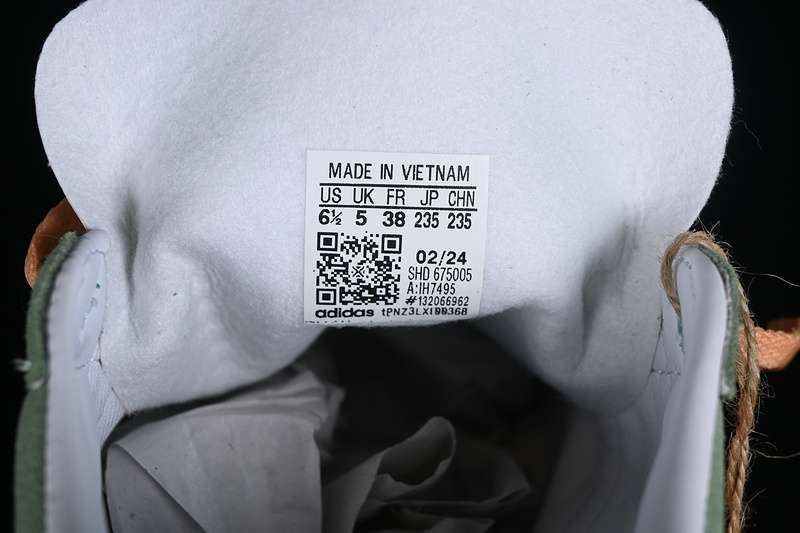 MADE IN VIETNAM
US UK FR JP CHN
6½ 5 38 235 235
02/24
SHD 675005
A:IH7495
#132066962
adidas tPNZ3LXI00368